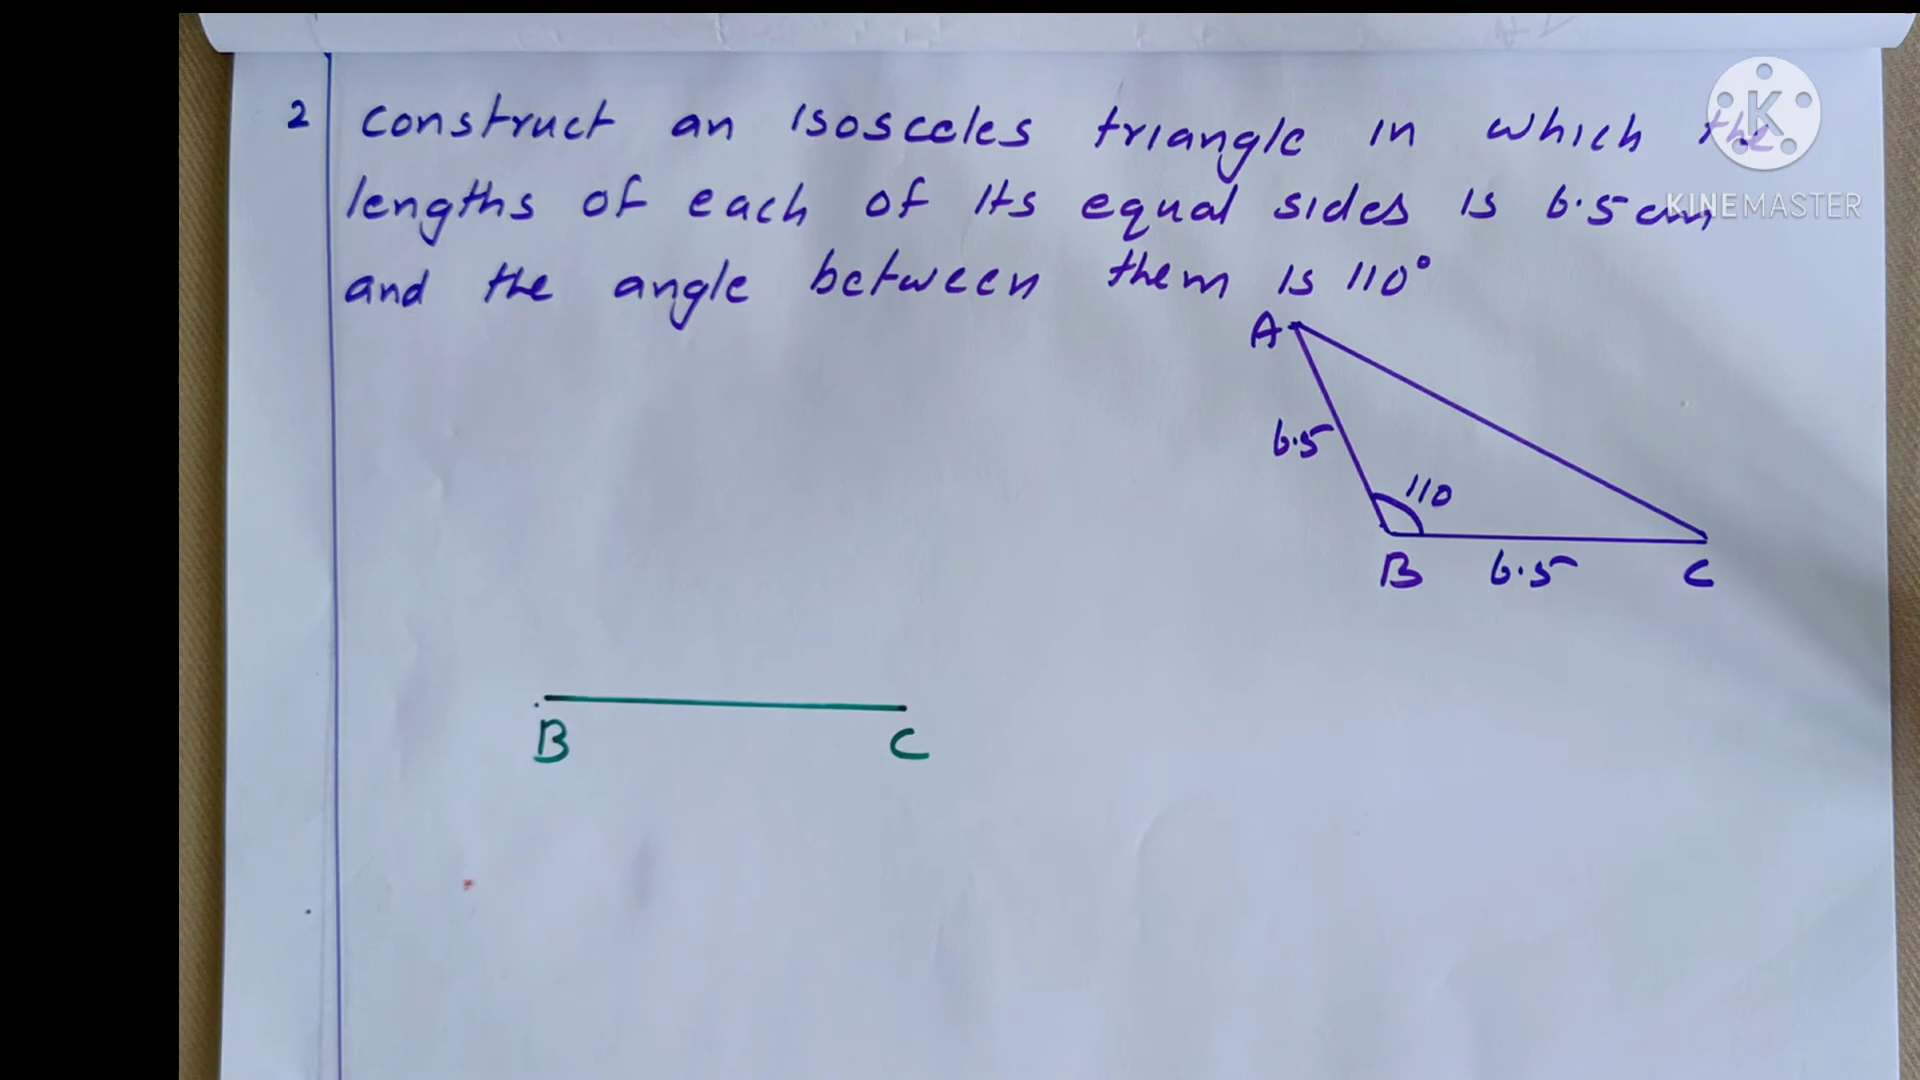 2 Construct an isosceles triangle in which the
lengths of each of its equal sides is 6.5 cm
and the angle between them is 110°
A
6.5
110
B 6.5 C
B C
K
KINEMASTER